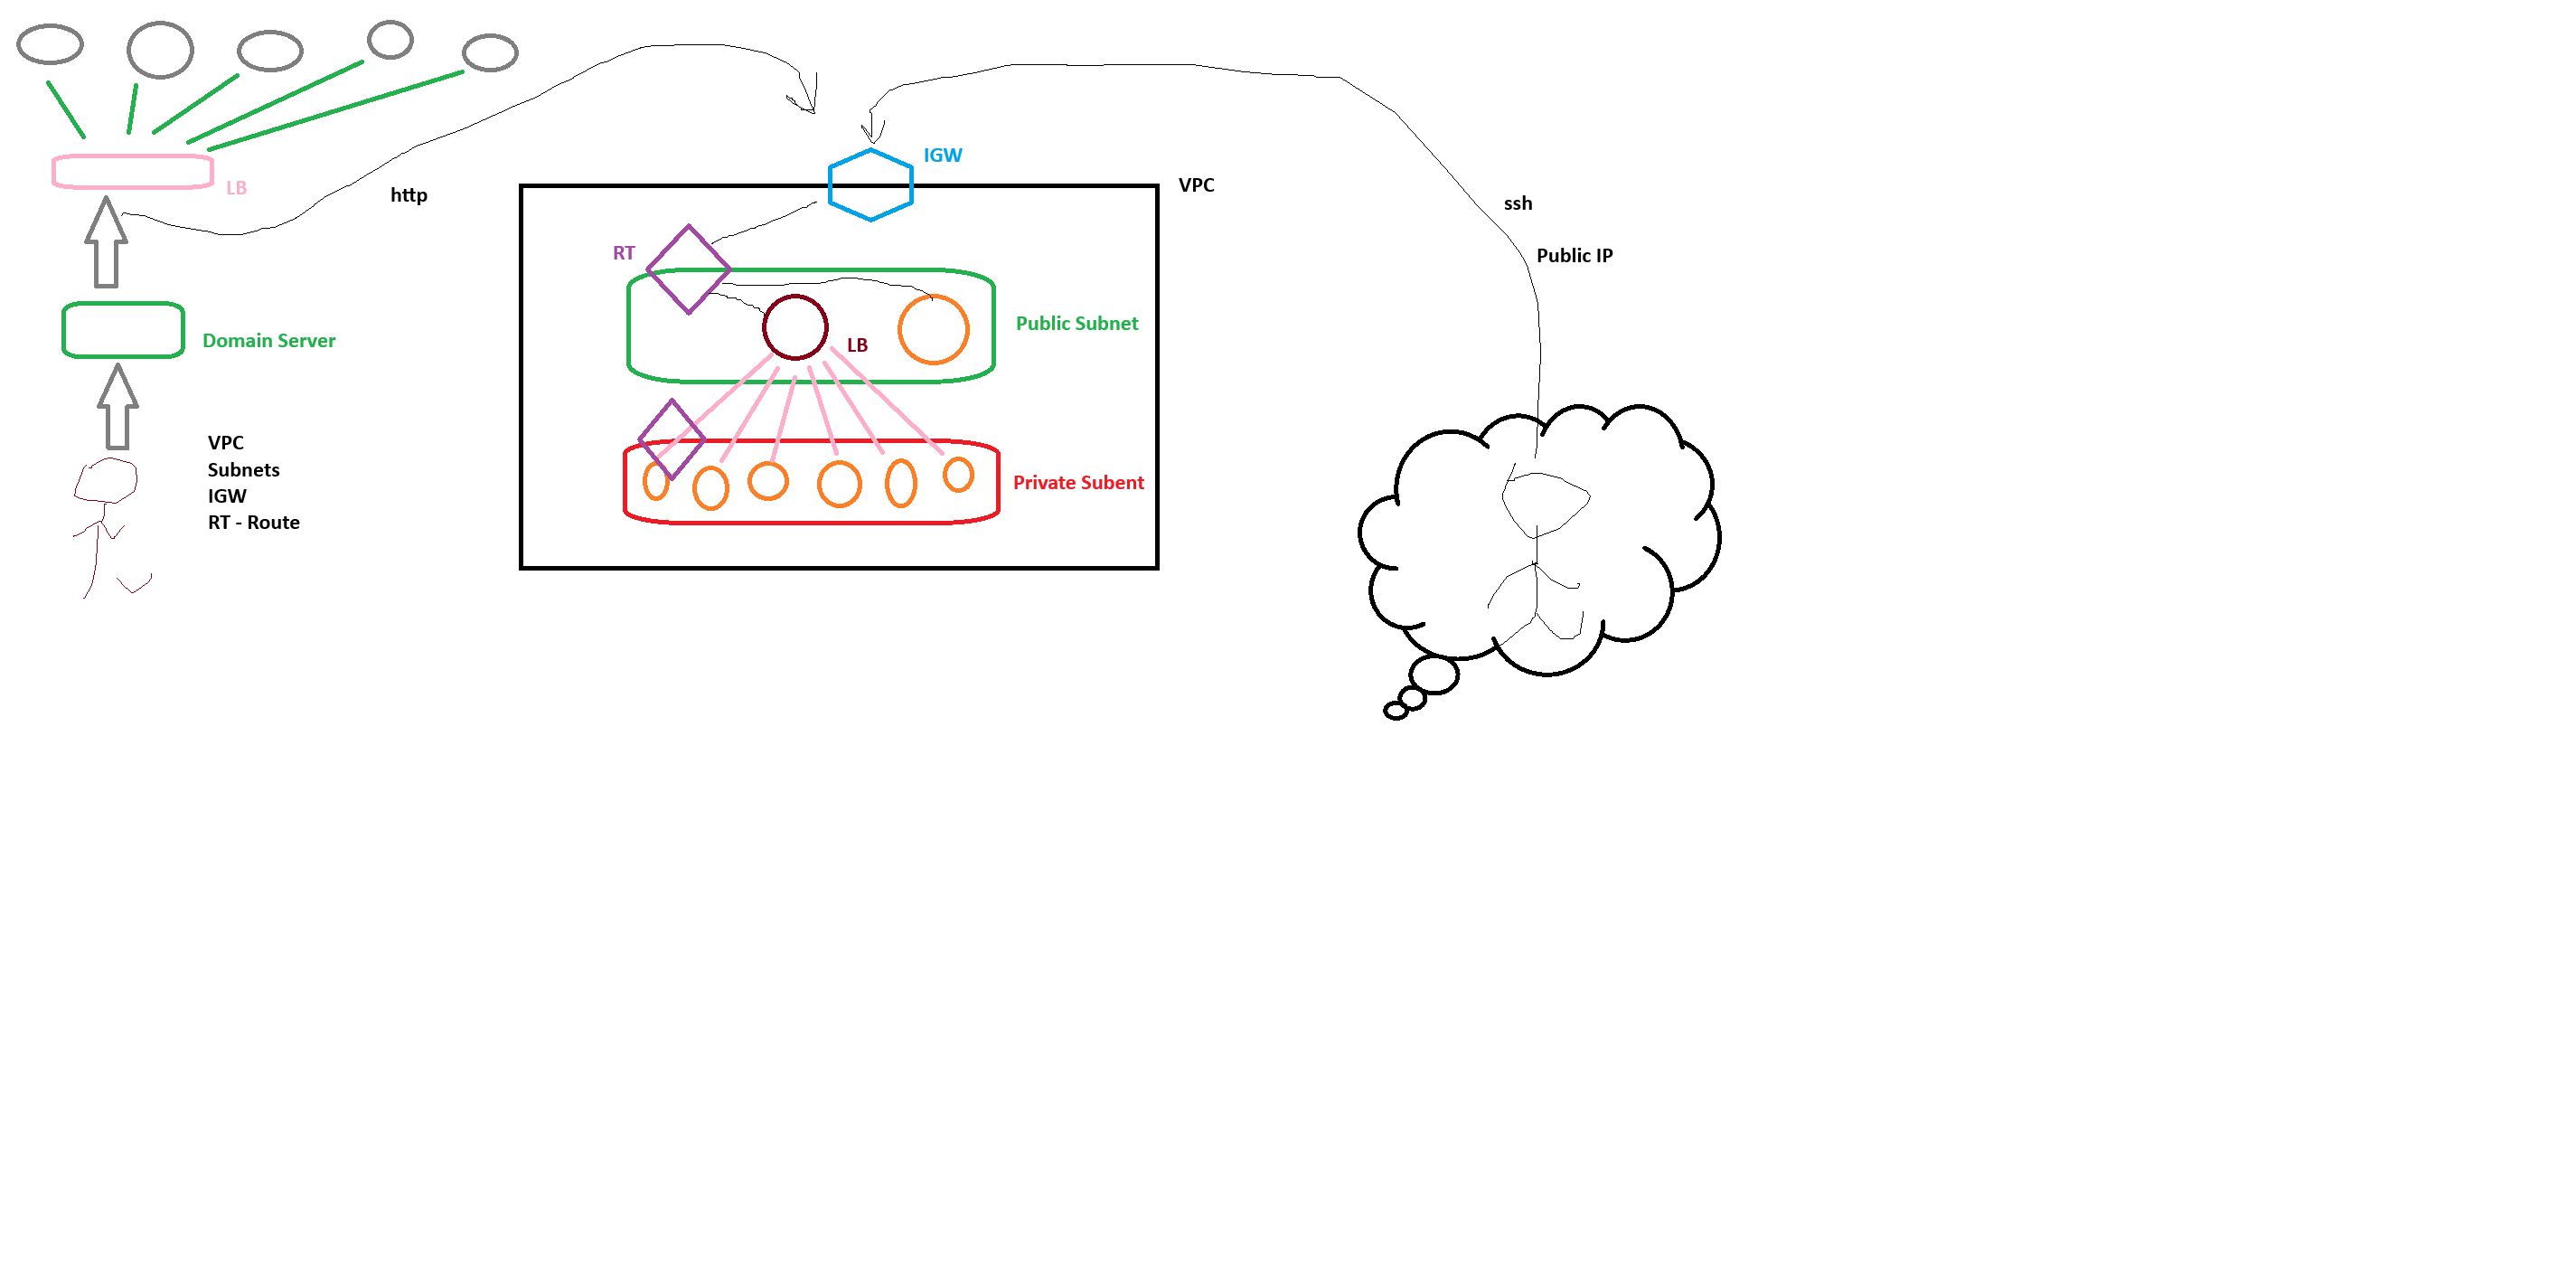 LB
http
Domain Server
VPC
Subnets
IGW
RT - Route
IGW
VPC
RT
LB
Public Subnet
Private Subent
ssh
Public IP